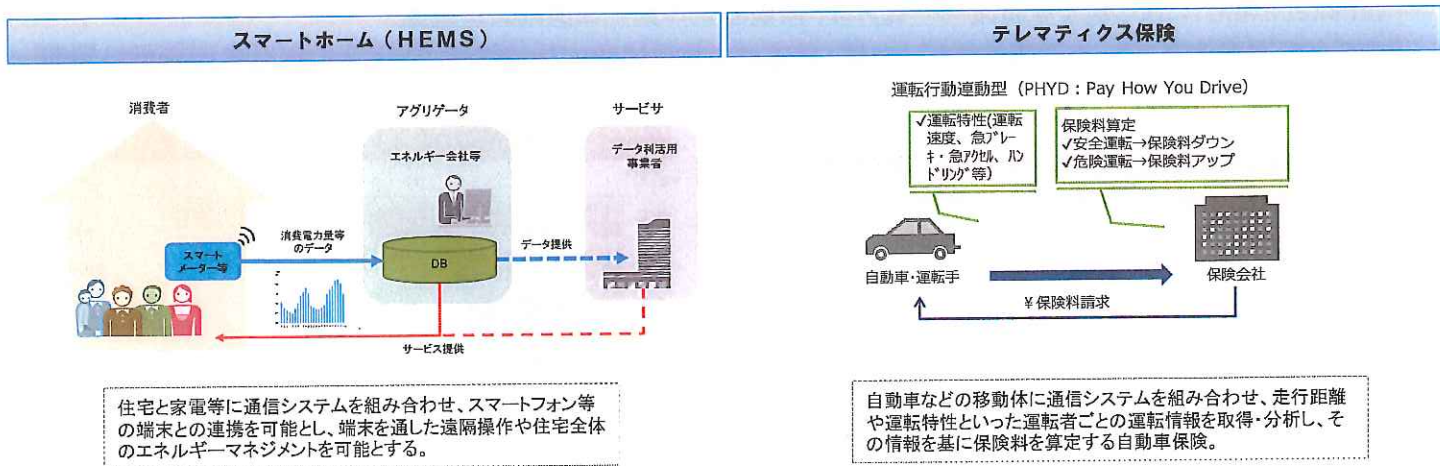 スマートホーム（HEMS）
消費者
アグリゲータ
サービサ
エネルギー会社等
データ利活用
事業者
スマート
メーター等
消費電力量等
のデータ
DB
データ提供
サービス提供
住宅と家電等に通信システムを組み合わせ、スマートフォン等
の端末との連携を可能とし、端末を通した遠隔操作や住宅全体
のエネルギーマネジメントを可能とする。
テレマティクス保険
運転行動連動型（PHYD：Pay How You Drive）
✓運転特性(運転
速度、急ﾌﾞﾚｰ
ｷ・急ｱｸｾﾙ、ﾊﾝ
ﾄﾞﾘﾝｸﾞ等)
保険料算定
✓安全運転→保険料ダウン
✓危険運転→保険料アップ
自動車・運転手
保険会社
￥保険料請求
自動車などの移動体に通信システムを組み合わせ、走行距離
や運転特性といった運転者ごとの運転情報を取得・分析し、そ
の情報を基に保険料を算定する自動車保険。